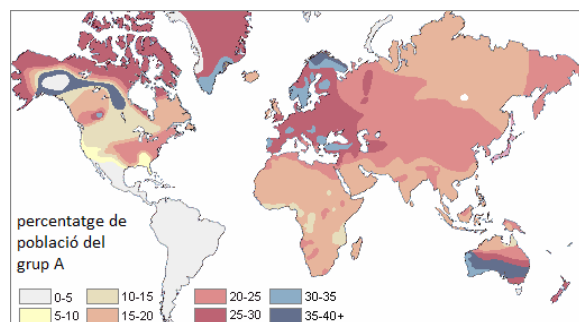 percentatge de
població del
grup A
0-5 10-15 20-25 30-35
5-10 15-20 25-30 35-40+